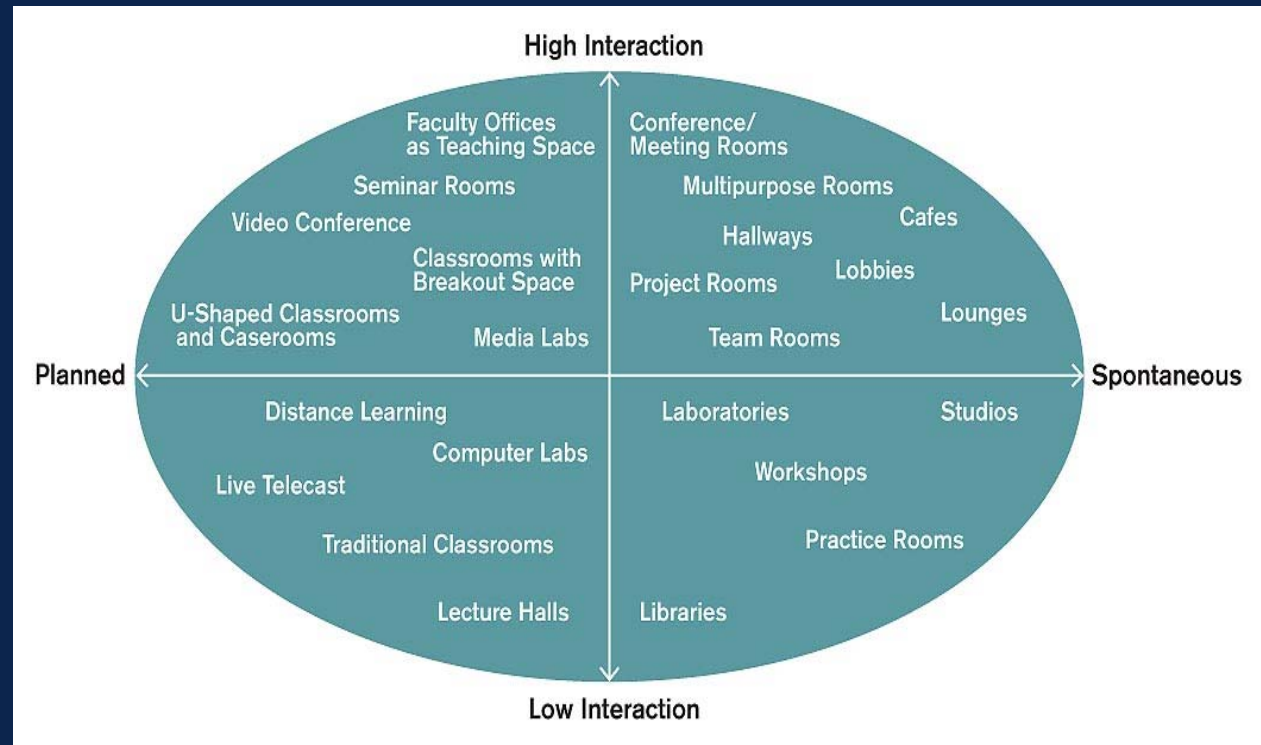 High Interaction
Faculty Offices
as Teaching Space
Conference/
Meeting Rooms
Seminar Rooms
Multipurpose Rooms
Video Conference
Cafes
Hallways
Classrooms with
Breakout Space
Lobbies
Project Rooms
U-Shaped Classrooms
and Caserooms
Lounges
Media Labs
Team Rooms
Planned
Spontaneous
Distance Learning
Laboratories
Studios
Computer Labs
Workshops
Live Telecast
Traditional Classrooms
Practice Rooms
Lecture Halls
Libraries
Low Interaction